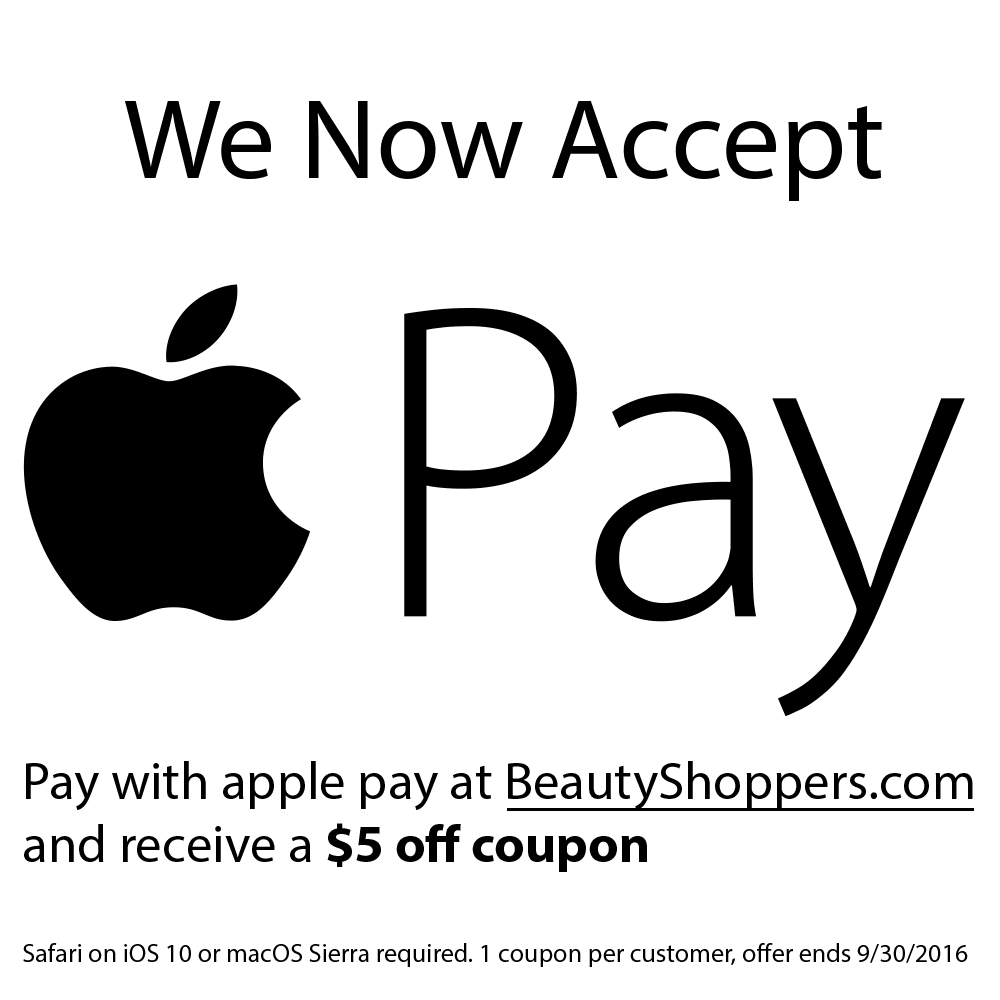 We Now Accept
Pay
Pay with apple pay at BeautyShoppers.com
and receive a $5 off coupon
Safari on iOS 10 or macOS Sierra required. 1 coupon per customer, offer ends 9/30/2016